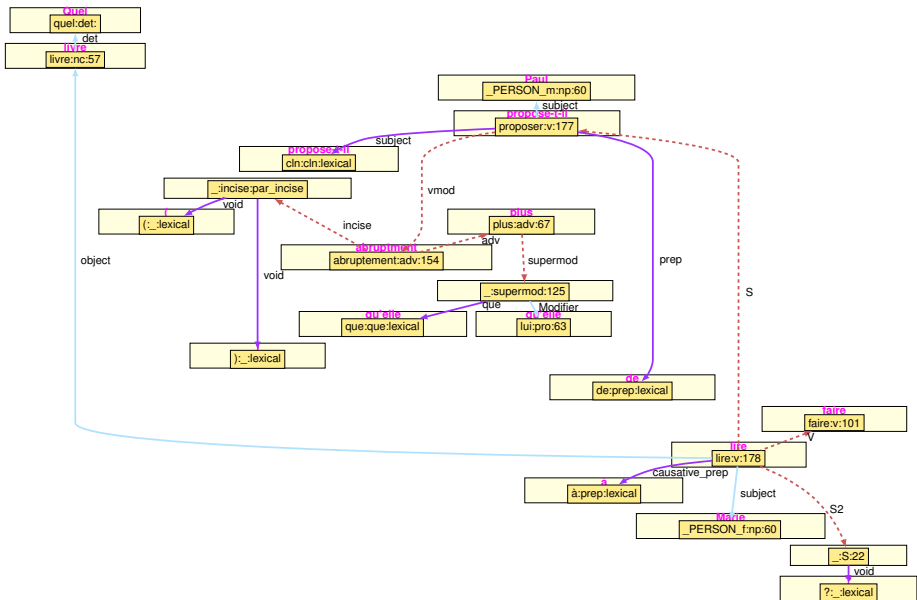 Quel
quel:det:
det
livre
livre:nc:57
Paul
_PERSON_m:np:60
subject
propose-t-il
proposer:v:177
subject
propose-t-il
cln:cln:lexical
vmod
_:incise:par_incise
void
(
(:_:lexical
incise
plus
plus:adv:67
adv
abruptment
abruptement:adv:154
supermod
prep
object
void
S
_:supermod:125
que
Modifier
qu'elle
que:que:lexical
qu'elle
lui:pro:63
):_:lexical
de
de:prep:lexical
faire
faire:v:101
V
lire
lire:v:178
causative_prep
a
à:prep:lexical
subject
S2
Marie
_PERSON_f:np:60
_:S:22
void
?:_:lexical